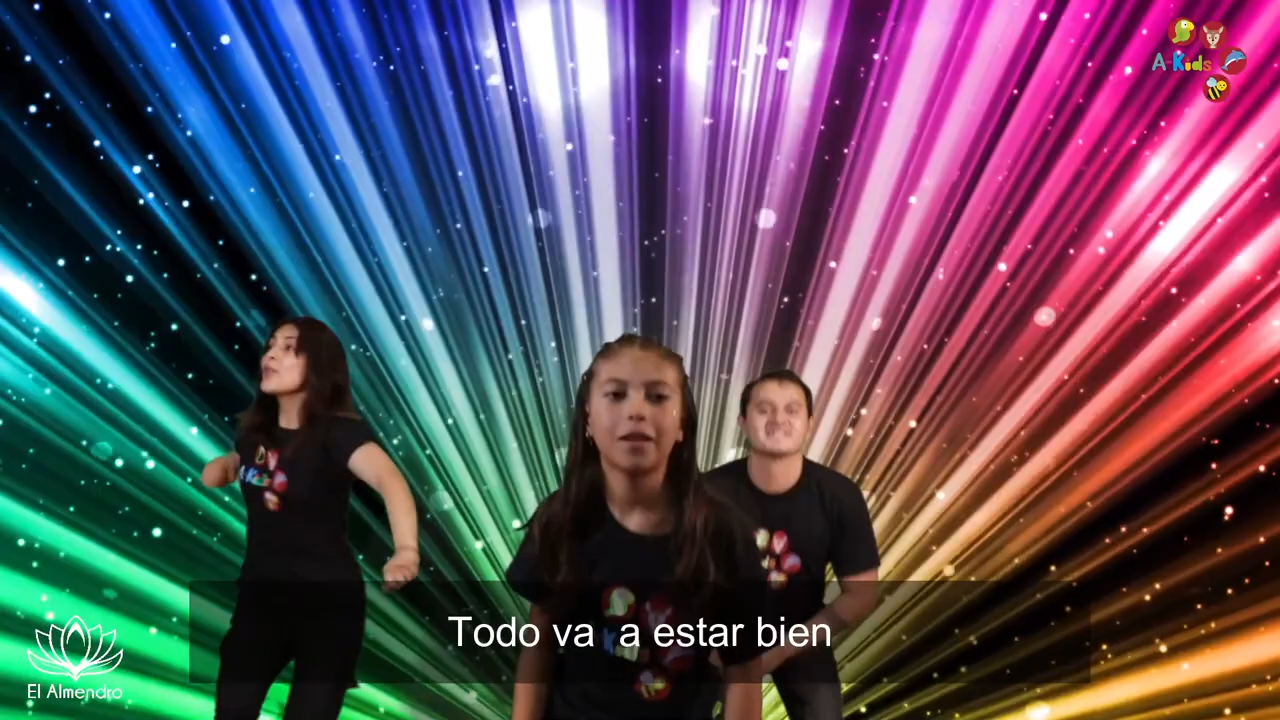 A-Kids
Todo va  a estar bien
El Almendro